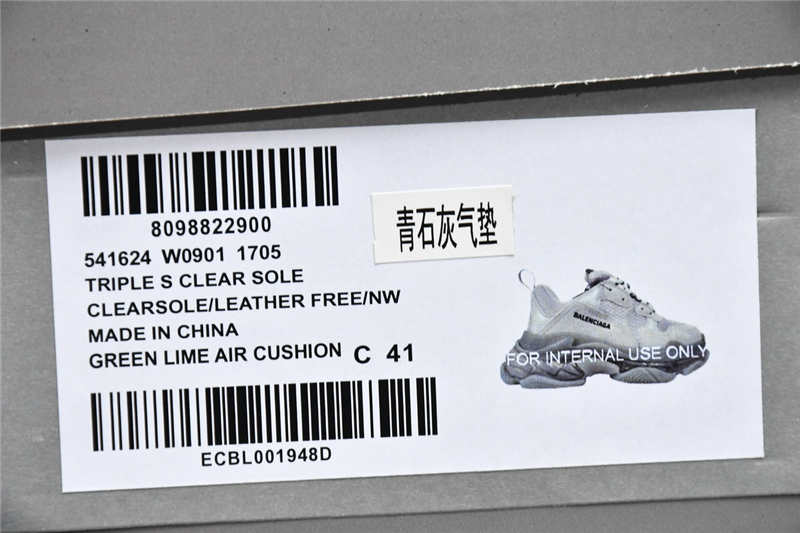 8098822900
541624 W0901 1705
TRIPLE S CLEAR SOLE
CLEARSOLE/LEATHER FREE/NW
MADE IN CHINA
GREEN LIME AIR CUSHION C 41
ECBL001948D
青石灰气垫
BALENCIAGA
FOR INTERNAL USE ONLY